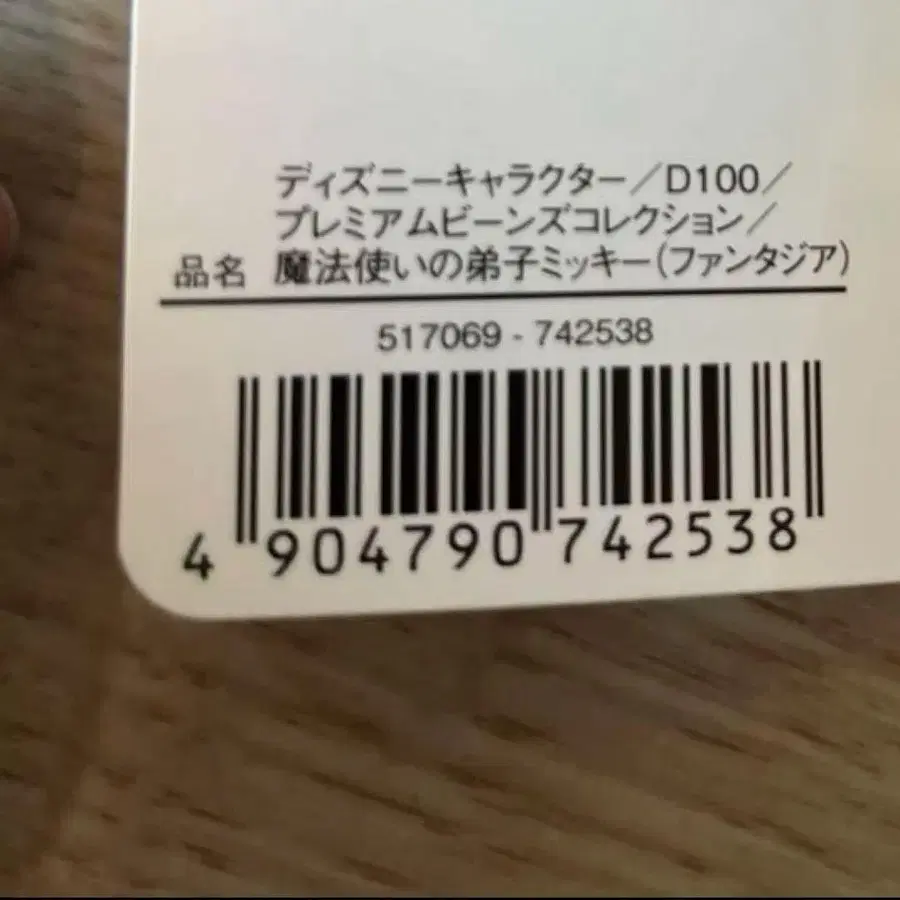 ディズニーキャラクター/D100/
プレミアムビーンズコレクション/
品名 魔法使いの弟子ミッキー(ファンタジア)
517069 - 742538
4 904790 742538